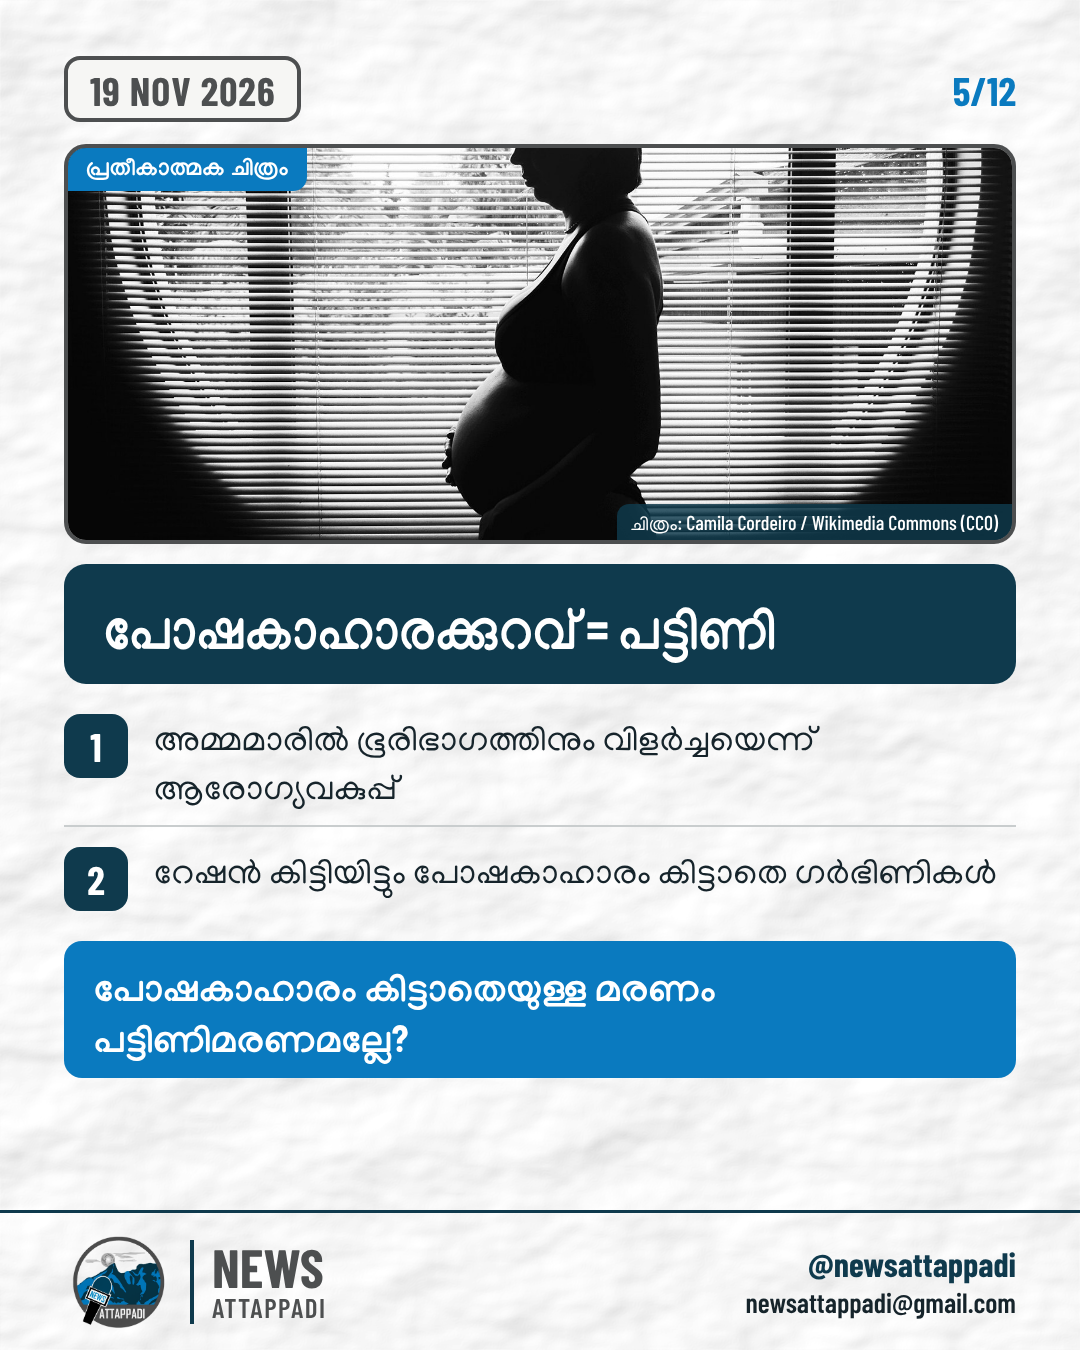 19 NOV 2026
5/12
പ്രതീകാത്മക ചിത്രം
ചിത്രം: Camila Cordeiro / Wikimedia Commons (CC0)
പോഷകാഹാരക്കുറവ് = പട്ടിണി
1
അമ്മമാരിൽ ഭൂരിഭാഗത്തിനും വിളർച്ചയെന്ന്
ആരോഗ്യവകുപ്പ്
2
റേഷൻ കിട്ടിയിട്ടും പോഷകാഹാരം കിട്ടാതെ ഗർഭിണികൾ
പോഷകാഹാരം കിട്ടാതെയുള്ള മരണം
പട്ടിണിമരണമല്ലേ?
NEWS
ATTAPPADI
NEWS
ATTAPPADI
@newsattappadi
newsattappadi@gmail.com